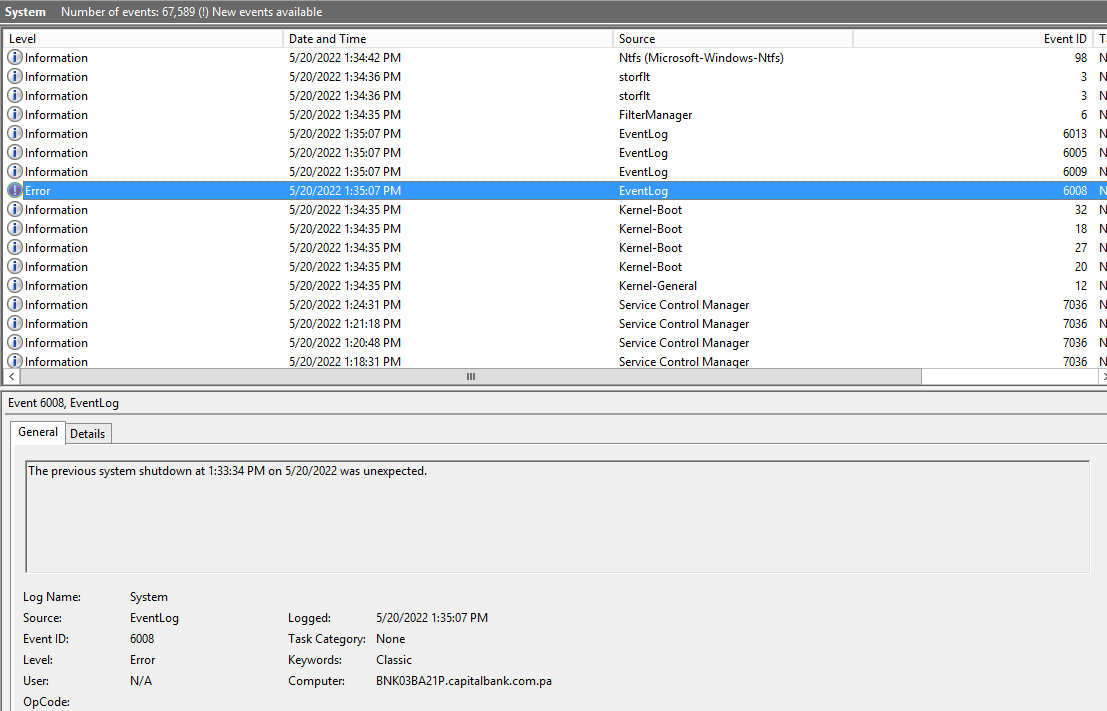 System Number of events: 67,589 (!) New events available
Level Date and Time Source Event ID T
Information 5/20/2022 1:34:42 PM Ntfs (Microsoft-Windows-Ntfs) 98 N
Information 5/20/2022 1:34:36 PM storflt 3 N
Information 5/20/2022 1:34:36 PM storflt 3 N
Information 5/20/2022 1:34:35 PM FilterManager 6 N
Information 5/20/2022 1:35:07 PM EventLog 6013 N
Information 5/20/2022 1:35:07 PM EventLog 6005 N
Information 5/20/2022 1:35:07 PM EventLog 6009 N
Error 5/20/2022 1:35:07 PM EventLog 6008 N
Information 5/20/2022 1:34:35 PM Kernel-Boot 32 N
Information 5/20/2022 1:34:35 PM Kernel-Boot 18 N
Information 5/20/2022 1:34:35 PM Kernel-Boot 27 N
Information 5/20/2022 1:34:35 PM Kernel-Boot 20 N
Information 5/20/2022 1:34:35 PM Kernel-General 12 N
Information 5/20/2022 1:24:31 PM Service Control Manager 7036 N
Information 5/20/2022 1:21:18 PM Service Control Manager 7036 N
Information 5/20/2022 1:20:48 PM Service Control Manager 7036 N
Information 5/20/2022 1:18:31 PM Service Control Manager 7036 N
Event 6008, EventLog
General Details
The previous system shutdown at 1:33:34 PM on 5/20/2022 was unexpected.
Log Name: System
Source: EventLog Logged: 5/20/2022 1:35:07 PM
Event ID: 6008 Task Category: None
Level: Error Keywords: Classic
User: N/A Computer: BNK03BA21P.capitalbank.com.pa
OpCode: